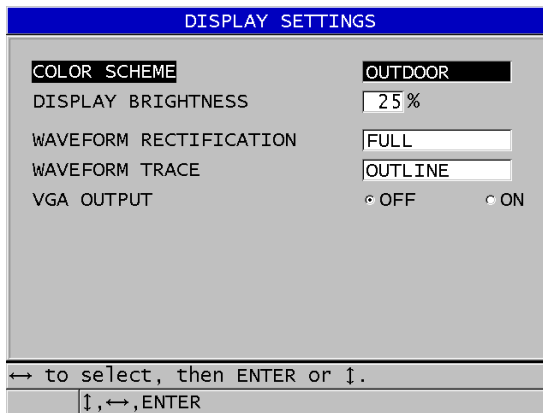 DISPLAY SETTINGS
COLOR SCHEME OUTDOOR
DISPLAY BRIGHTNESS 25 %
WAVEFORM RECTIFICATION FULL
WAVEFORM TRACE OUTLINE
VGA OUTPUT OFF ON
↔ to select, then ENTER or ↕.
↕,↔,ENTER